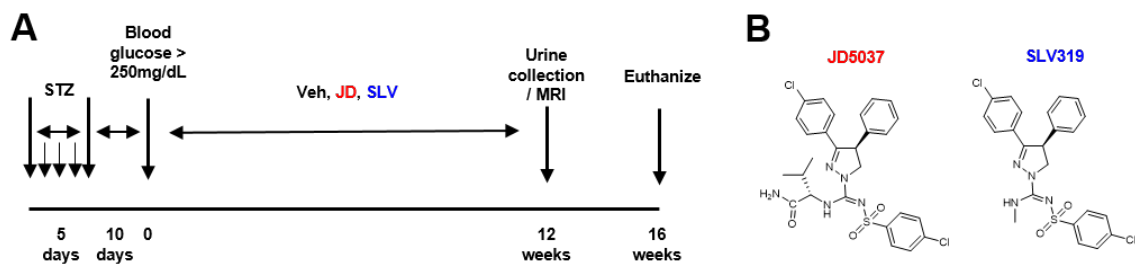 A
Blood
glucose >
250mg/dL
STZ
Veh, JD, SLV
Urine
collection
/ MRI
Euthanize
5
days
10
days
0
12
weeks
16
weeks
B
JD5037
SLV319
Cl
N
N
H₂N
O
N
H
N
O
S
O
Cl
Cl
N
N
HN
N
O
S
O
Cl